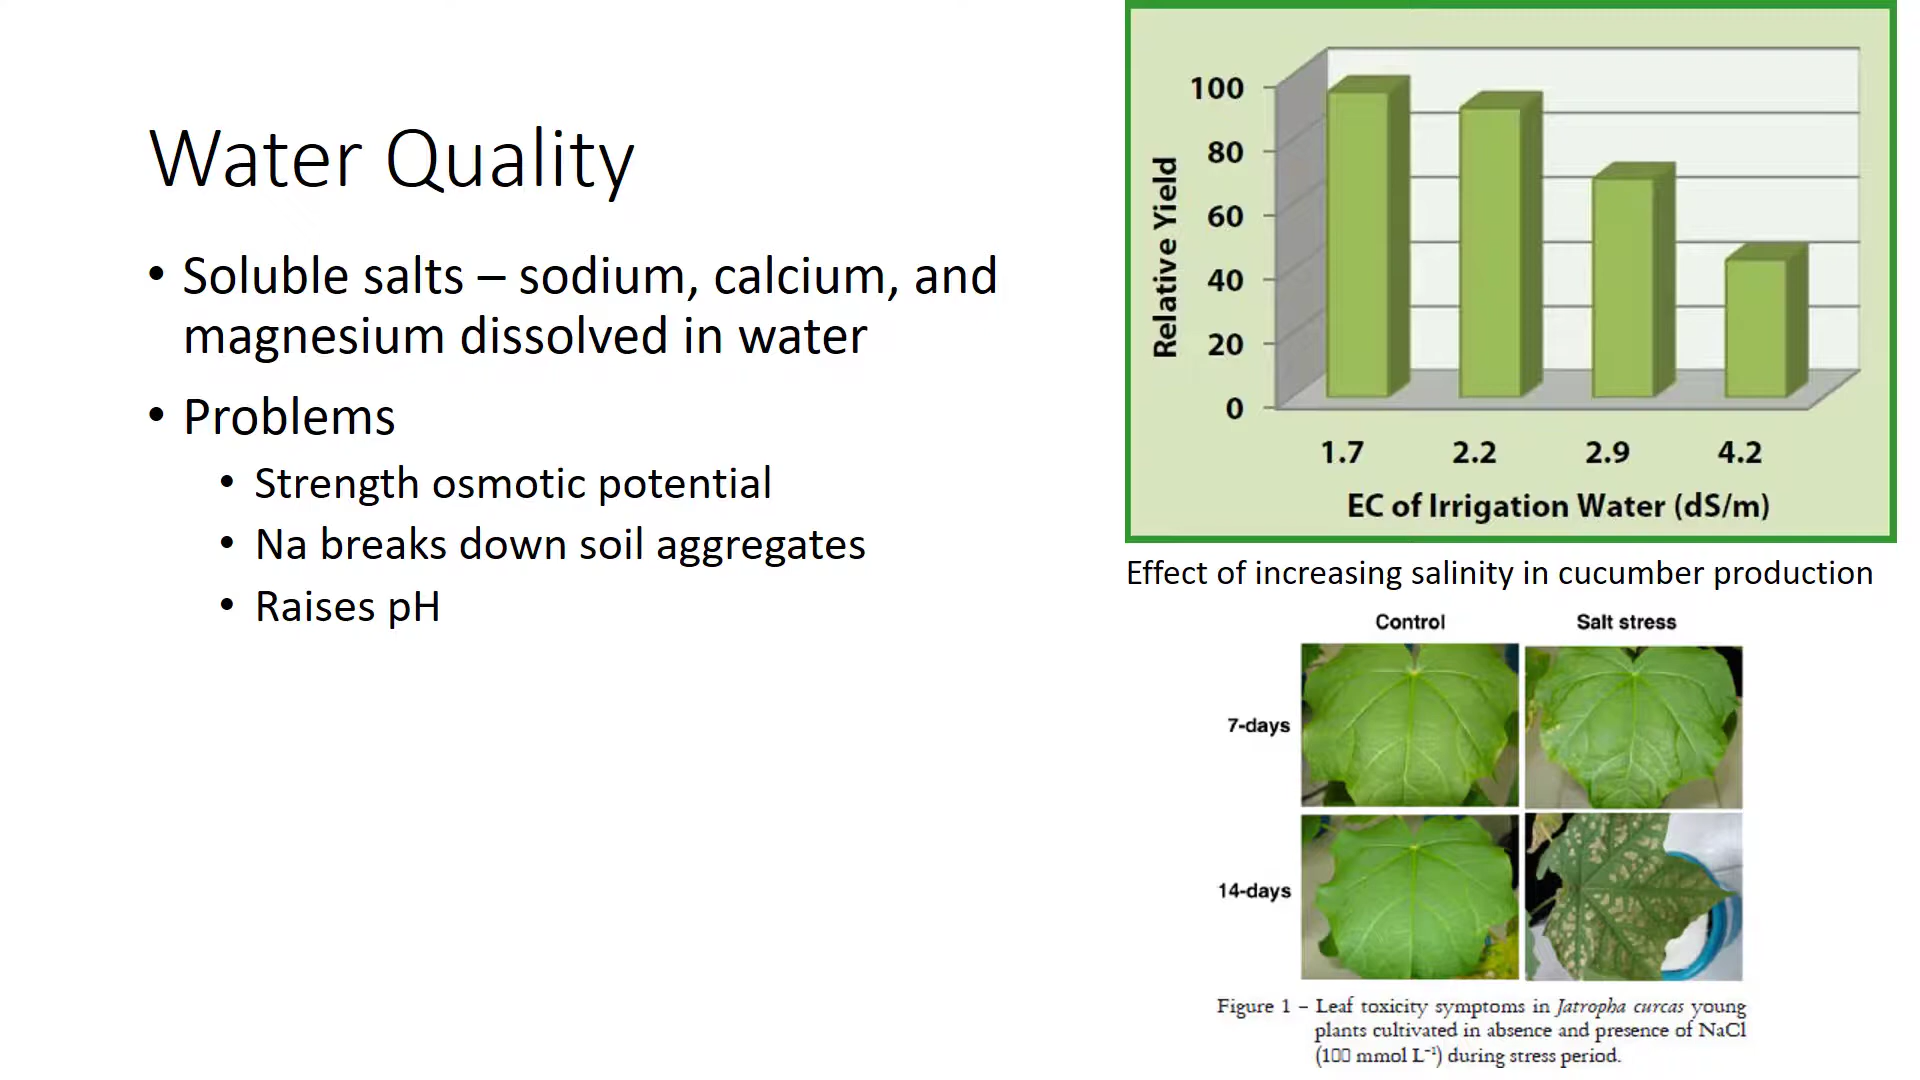 Water Quality
• Soluble salts – sodium, calcium, and
magnesium dissolved in water
• Problems
• Strength osmotic potential
• Na breaks down soil aggregates
• Raises pH
Relative Yield
100
80
60
40
20
0
1.7 2.2 2.9 4.2
EC of Irrigation Water (dS/m)
Effect of increasing salinity in cucumber production
Control Salt stress
7-days
14-days
Figure 1 – Leaf toxicity symptoms in Jatropha curcas young
plants cultivated in absence and presence of NaCl
(1▯▯ mmol L⁻¹) during stress period.